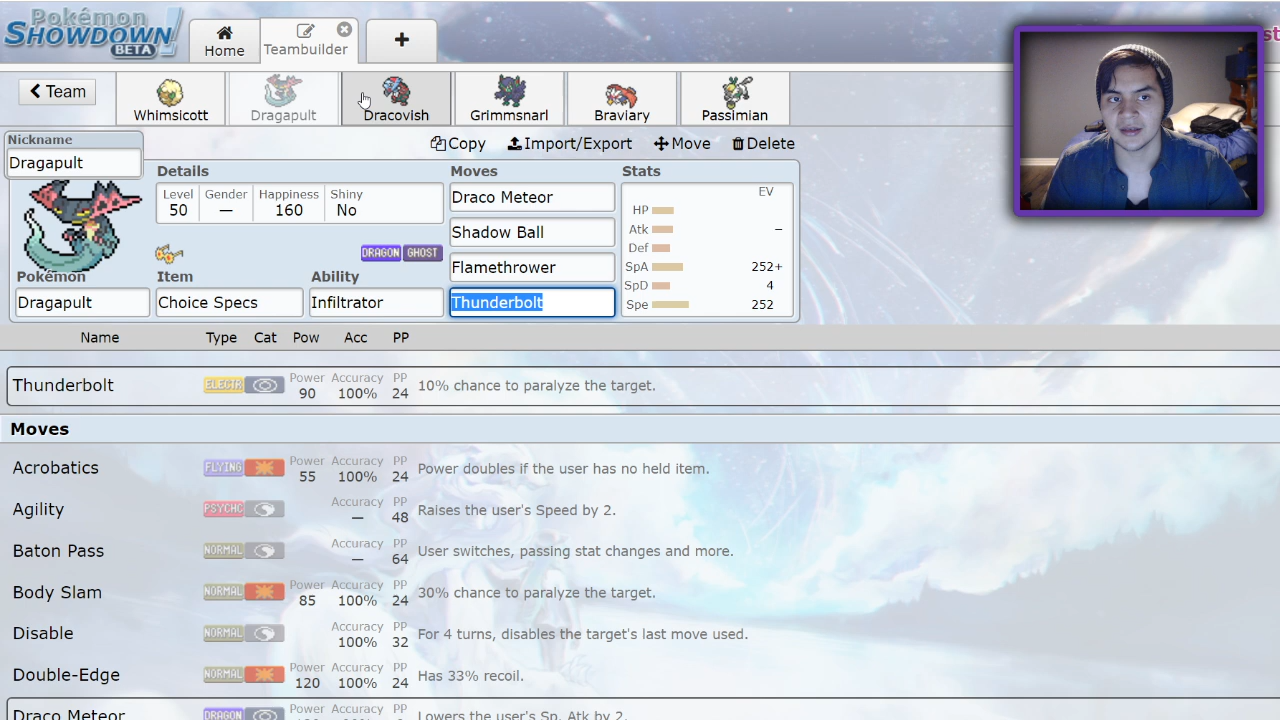 Pokémon
SHOWDOWN!
BETA
Home
Teambuilder
+
st
Team
Whimsicott
Dragapult
Dracovish
Grimmsnarl
Braviary
Passimian
Nickname
Dragapult
Copy
Import/Export
Move
Delete
Details
Moves
Stats
Level
Gender
Happiness
Shiny
50
—
160
No
DRAGON
GHOST
Pokémon
Item
Ability
Dragapult
Choice Specs
Infiltrator
Draco Meteor
Shadow Ball
Flamethrower
Thunderbolt
EV
HP
Atk –
Def
SpA 252+
SpD 4
Spe 252
Name Type Cat Pow Acc PP
Thunderbolt ELECTR Power 90 Accuracy 100% PP 24 10% chance to paralyze the target.
Moves
Acrobatics FLYING Power 55 Accuracy 100% PP 24 Power doubles if the user has no held item.
Agility PSYCHC Accuracy — PP 48 Raises the user's Speed by 2.
Baton Pass NORMAL Accuracy — PP 64 User switches, passing stat changes and more.
Body Slam NORMAL Power 85 Accuracy 100% PP 24 30% chance to paralyze the target.
Disable NORMAL Accuracy 100% PP 32 For 4 turns, disables the target's last move used.
Double-Edge NORMAL Power 120 Accuracy 100% PP 24 Has 33% recoil.
Draco Meteor DRAGON Power Accuracy PP Lowers the user's Sp. Atk by 2.